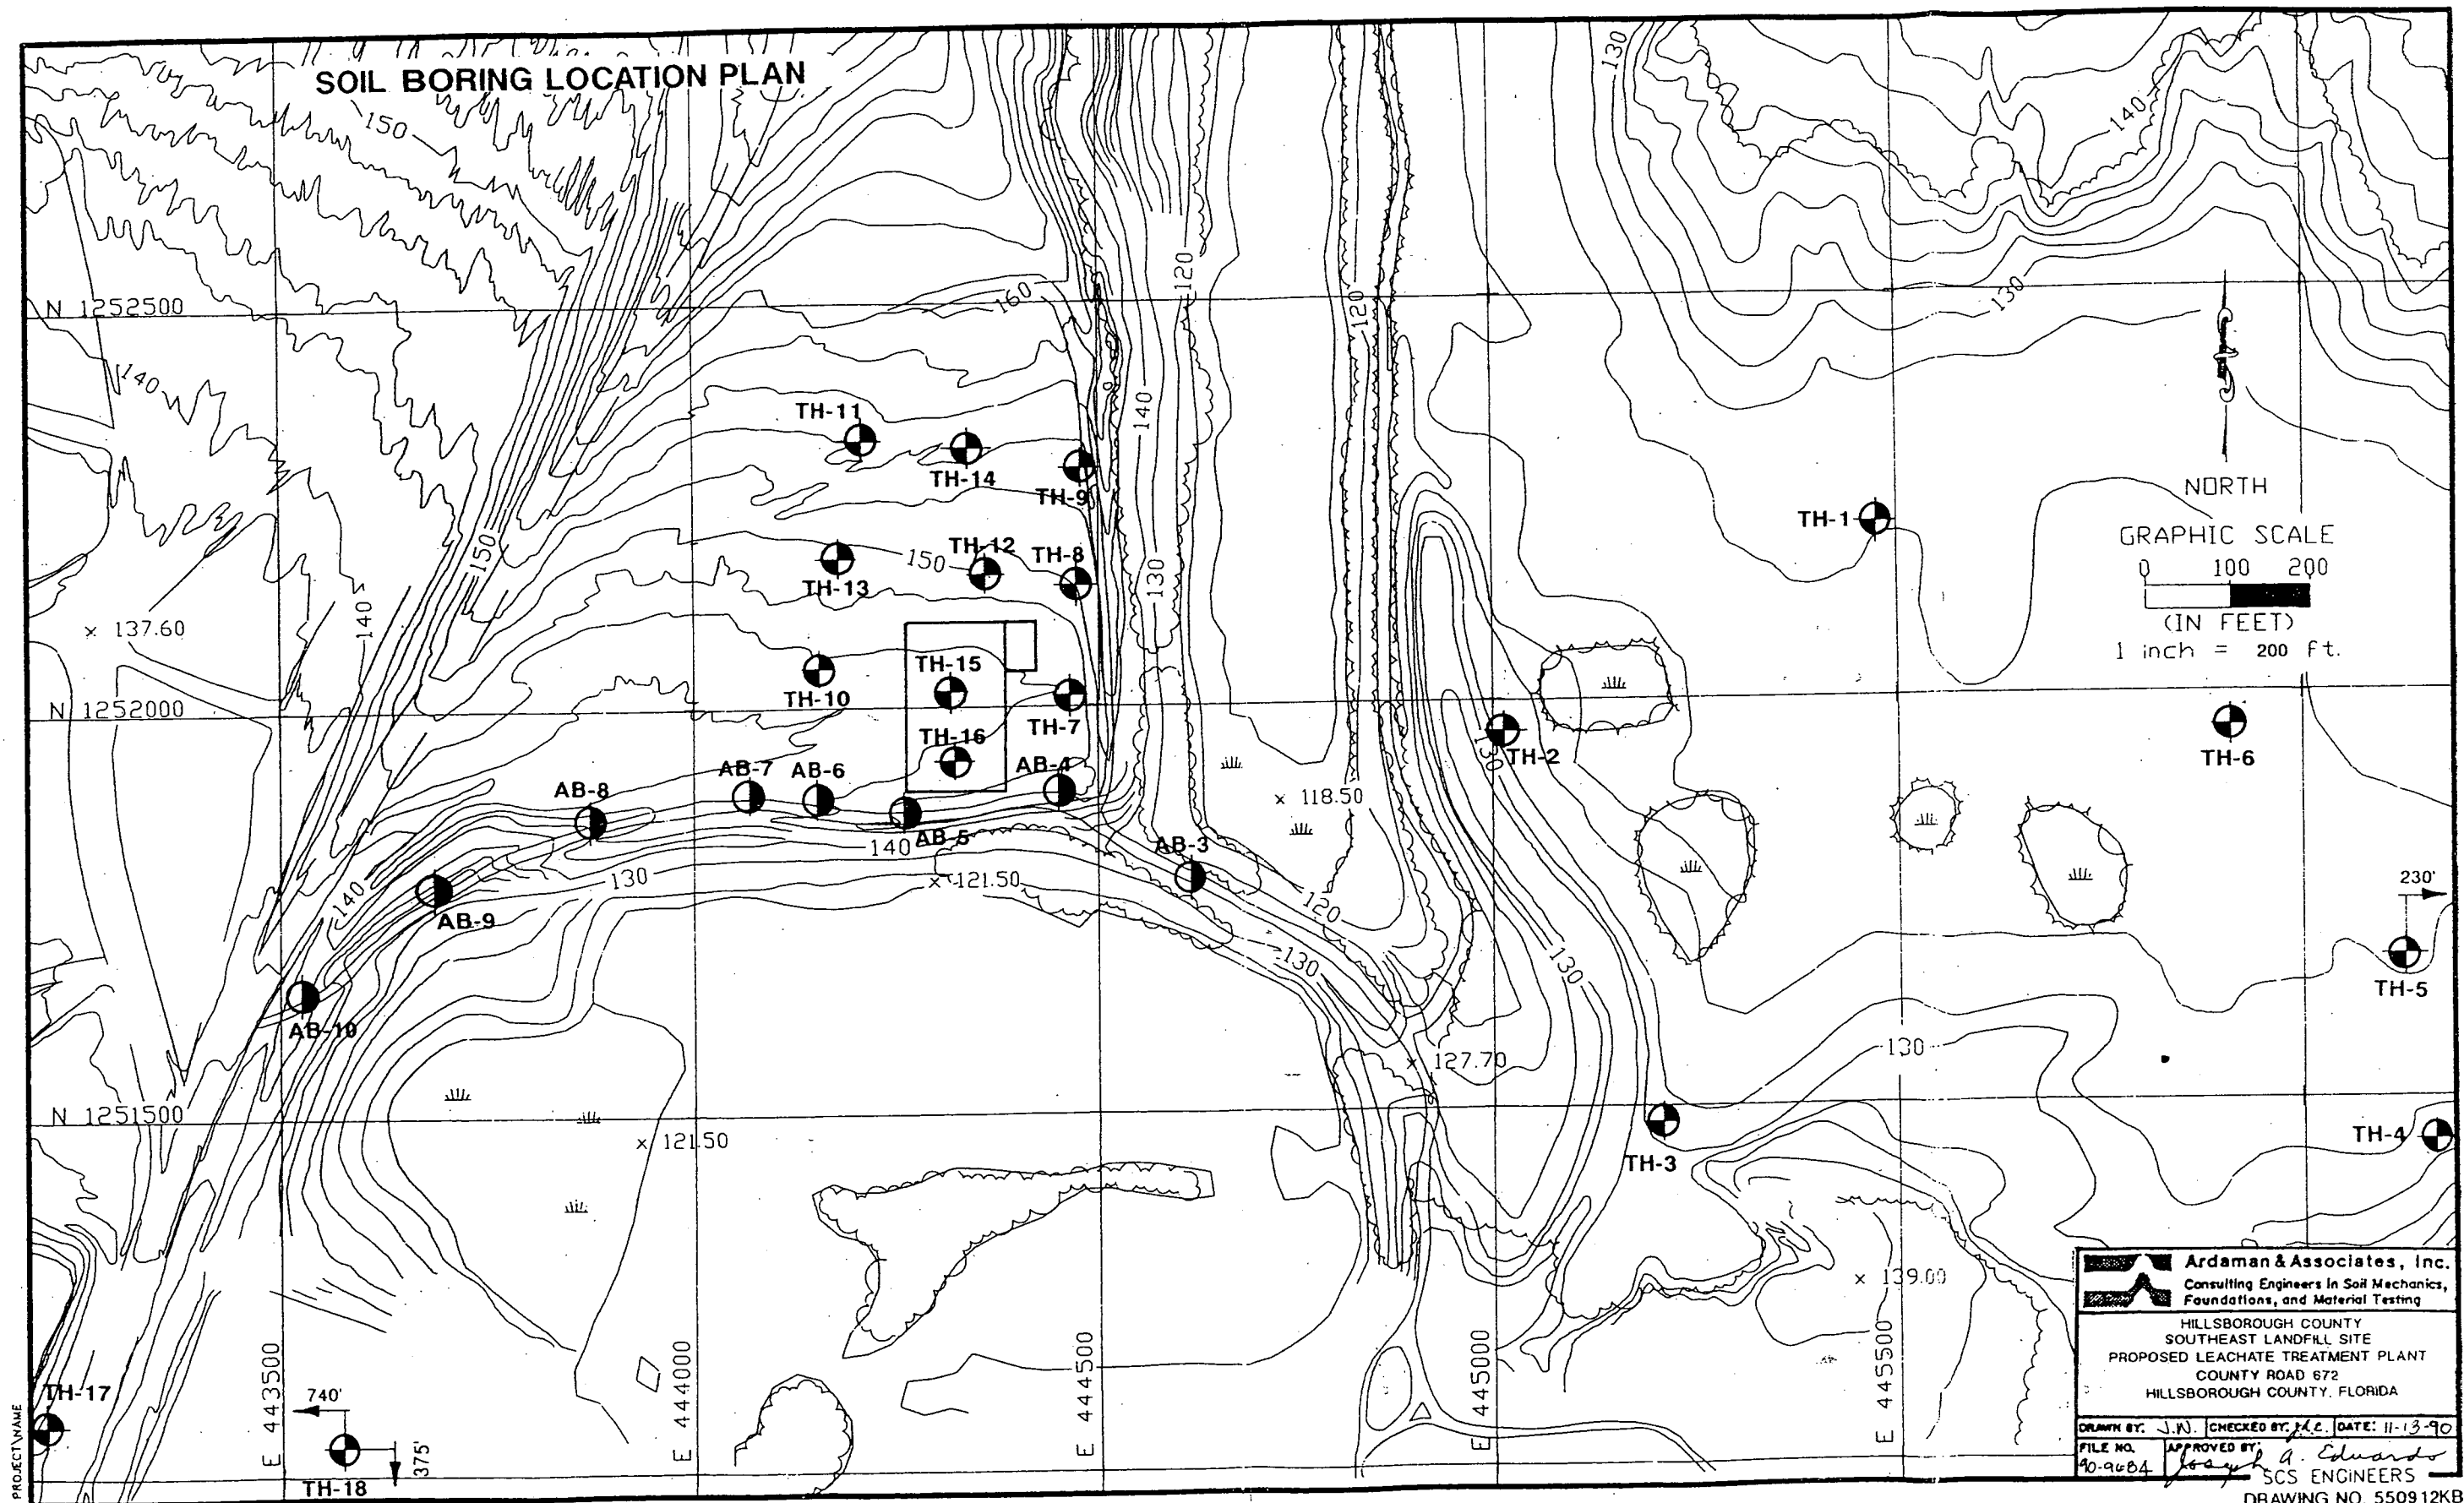 SOIL BORING LOCATION PLAN
150
130
140
N 1252500
160
120
120
130
140
140
TH-11
TH-14
TH-9
NORTH
TH-1
GRAPHIC SCALE
0 100 200
(IN FEET)
1 inch = 200 Ft.
150
150
TH-12
TH-8
TH-13
130
140
× 137.60
TH-15
TH-10
TH-7
N 1252000
TH-2
130
TH-6
TH-16
AB-4
AB-7
AB-6
AB-8
× 118.50
AB-5
140
AB-3
130
× 121.50
120
140
AB-9
130
130
230'
TH-5
AB-10
× 127.70
130
N 1251500
× 121.50
TH-3
TH-4
× 139.00
E 443500
E 444000
E 444500
E 445000
E 445500
TH-17
740'
375'
TH-18
PROJECT\NAME
Ardaman & Associates, Inc.
Consulting Engineers in Soil Mechanics,
Foundations, and Material Testing
HILLSBOROUGH COUNTY
SOUTHEAST LANDFILL SITE
PROPOSED LEACHATE TREATMENT PLANT
COUNTY ROAD 672
HILLSBOROUGH COUNTY, FLORIDA
DRAWN BY: J.W. CHECKED BY: DATE: 11-13-90
FILE NO. APPROVED BY:
90-9684 Joseph A. Eduardo
SCS ENGINEERS
DRAWING NO. 550912KB